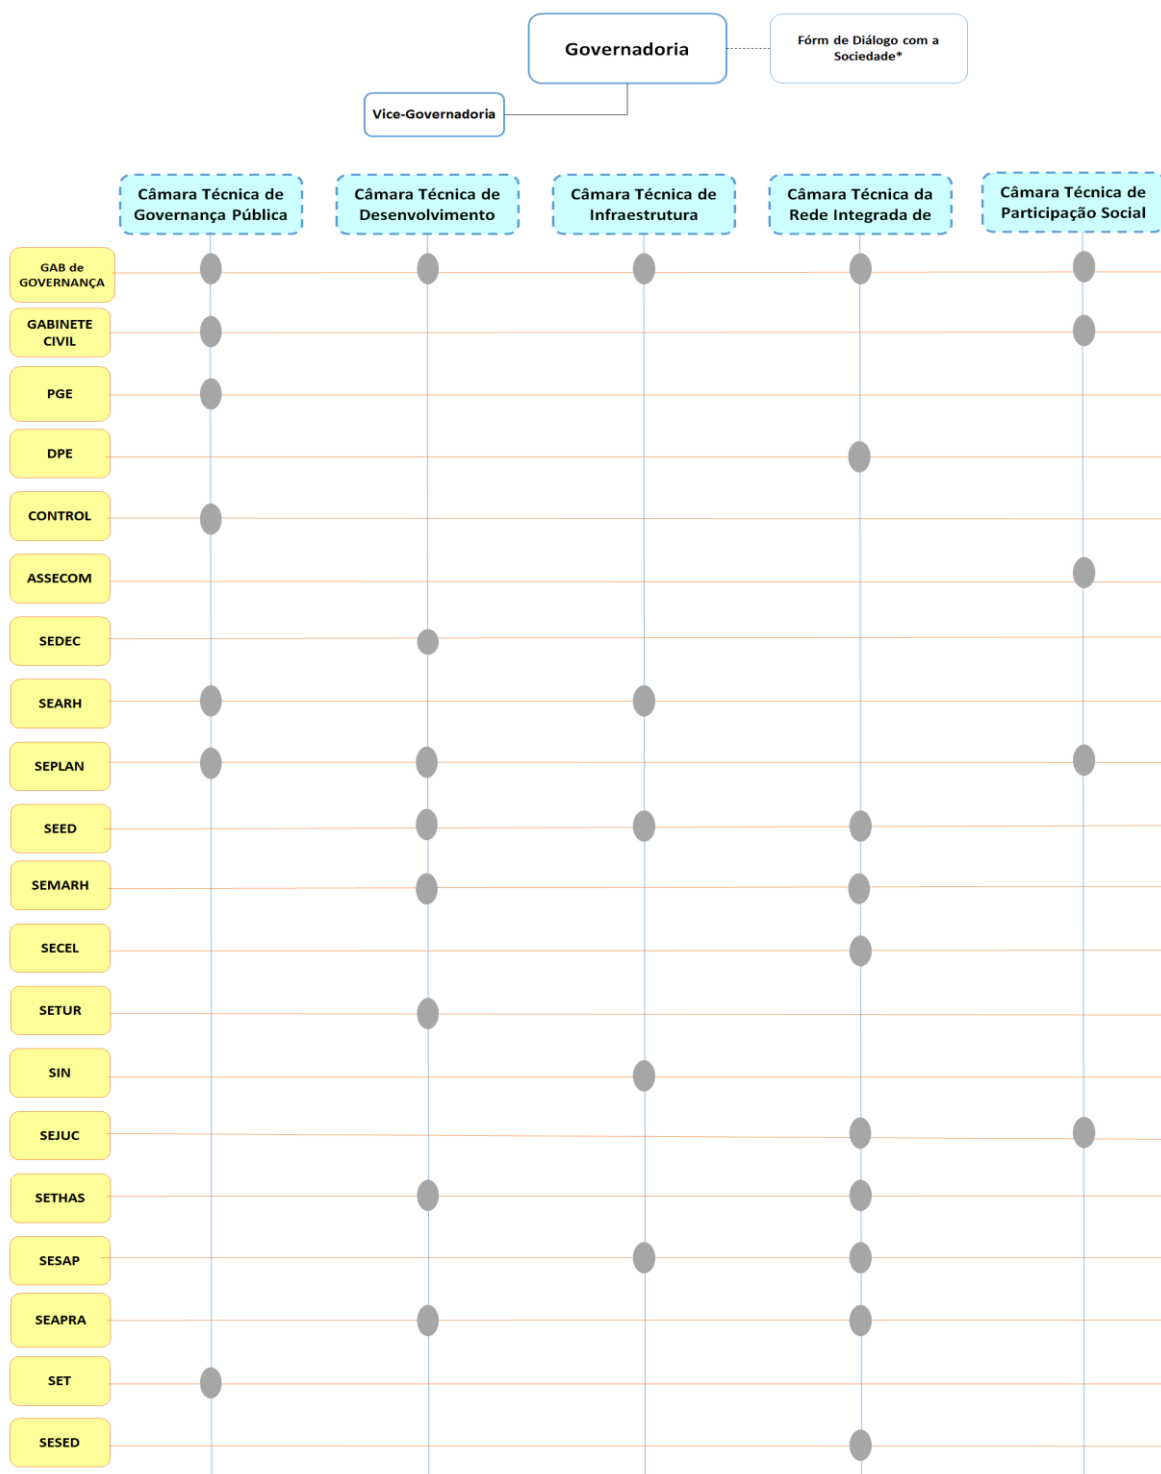 Governadoria
Fórm de Diálogo com a
Sociedade*
Vice-Governadoria
Câmara Técnica de
Governança Pública
Câmara Técnica de
Desenvolvimento
Câmara Técnica de
Infraestrutura
Câmara Técnica da
Rede Integrada de
Câmara Técnica de
Participação Social
GAB de
GOVERNANÇA
GABINETE
CIVIL
PGE
DPE
CONTROL
ASSECOM
SEDEC
SEARH
SEPLAN
SEED
SEMARH
SECEL
SETUR
SIN
SEJUC
SETHAS
SESAP
SEAPRA
SET
SESED